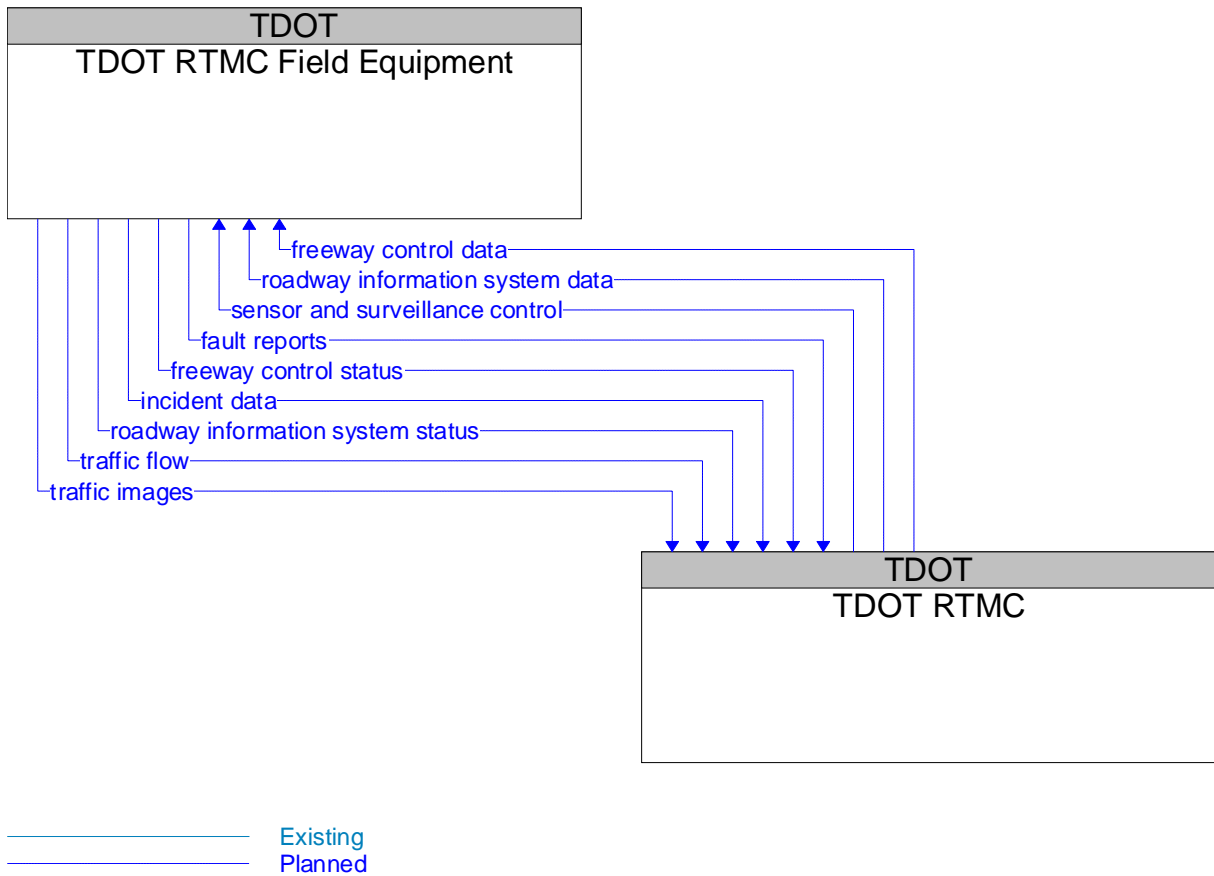 TDOT
TDOT RTMC Field Equipment
freeway control data
roadway information system data
sensor and surveillance control
fault reports
freeway control status
incident data
roadway information system status
traffic flow
traffic images
TDOT
TDOT RTMC
Existing
Planned